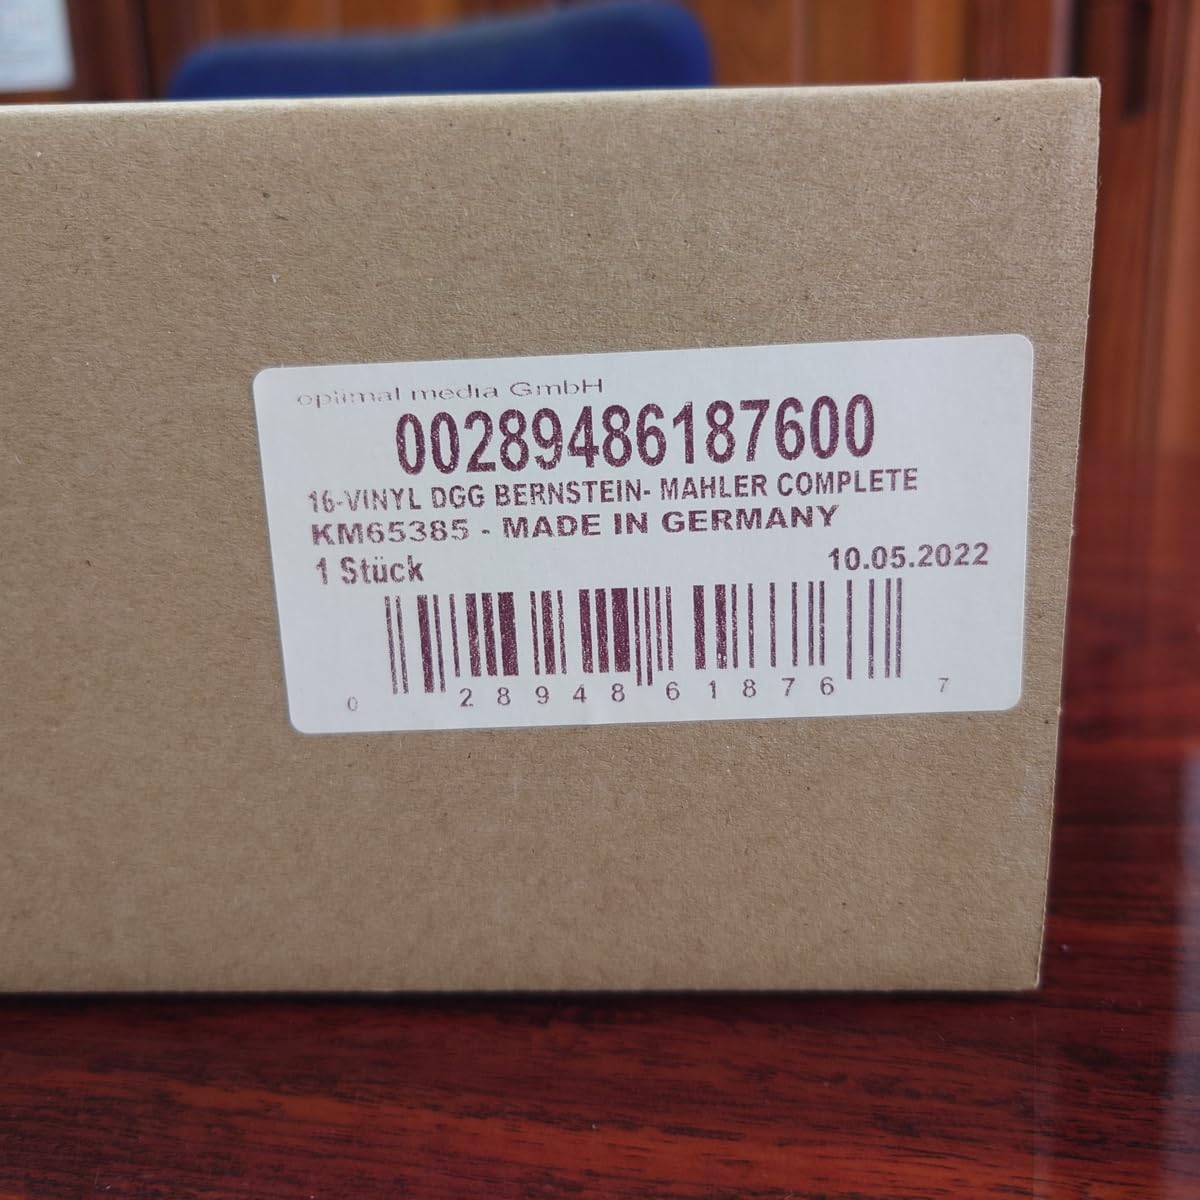 optimal media GmbH
00289486187600
16-VINYL DGG BERNSTEIN- MAHLER COMPLETE
KM65385 - MADE IN GERMANY
1 Stück
10.05.2022
0 28948 61876 7